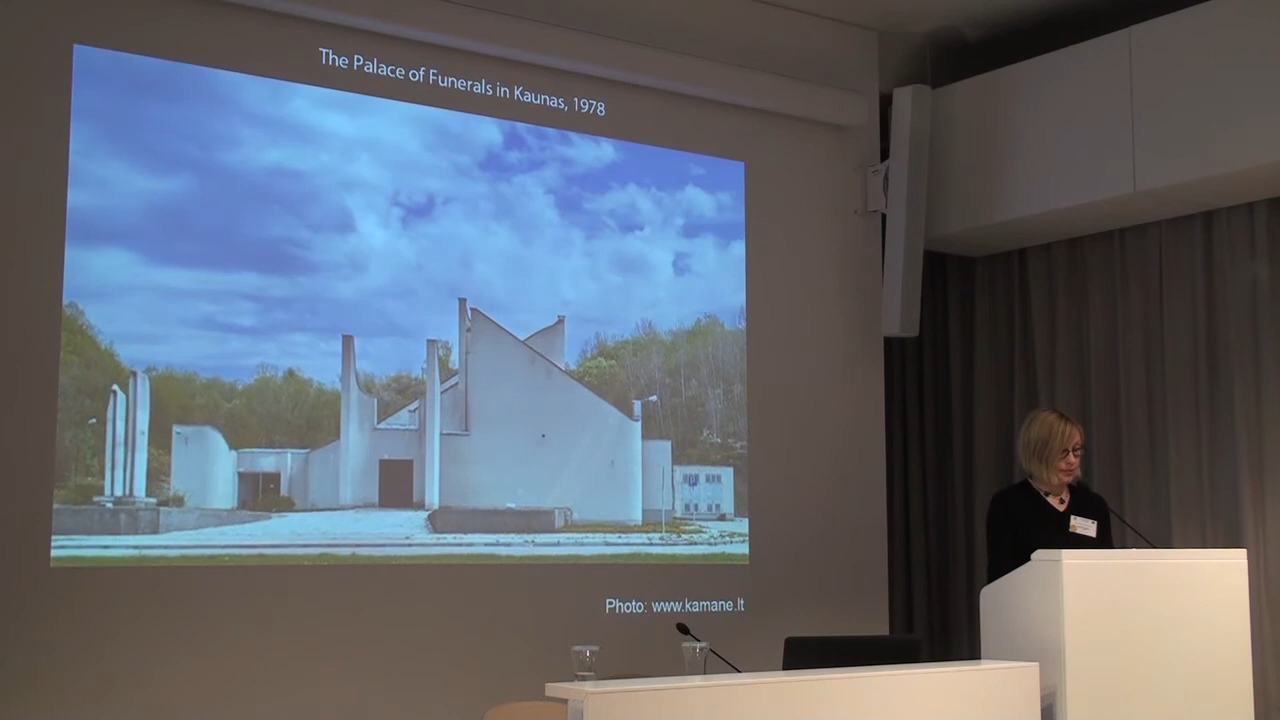 The Palace of Funerals in Kaunas, 1978
Photo: www.kamane.lt